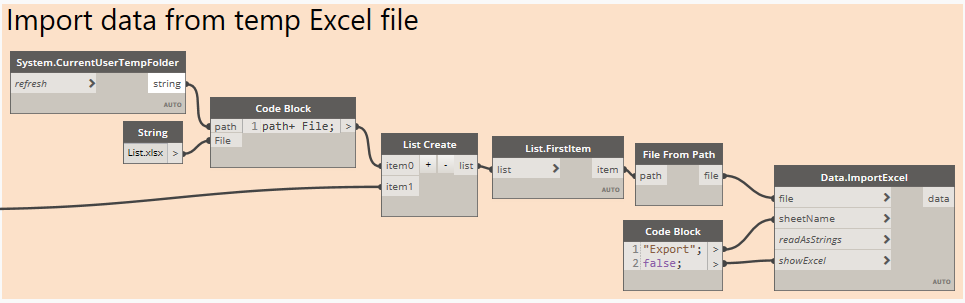 Import data from temp Excel file
System.CurrentUserTempFolder
refresh > string
AUTO
String
List.xlsx >
Code Block
path 1 path+ File; >
File
List Create
item0 + - list
item1
List.FirstItem
list > item
AUTO
File From Path
path file
Code Block
1 "Export"; >
2 false; >
Data.ImportExcel
file > data
sheetName >
readAsStrings >
showExcel >
AUTO